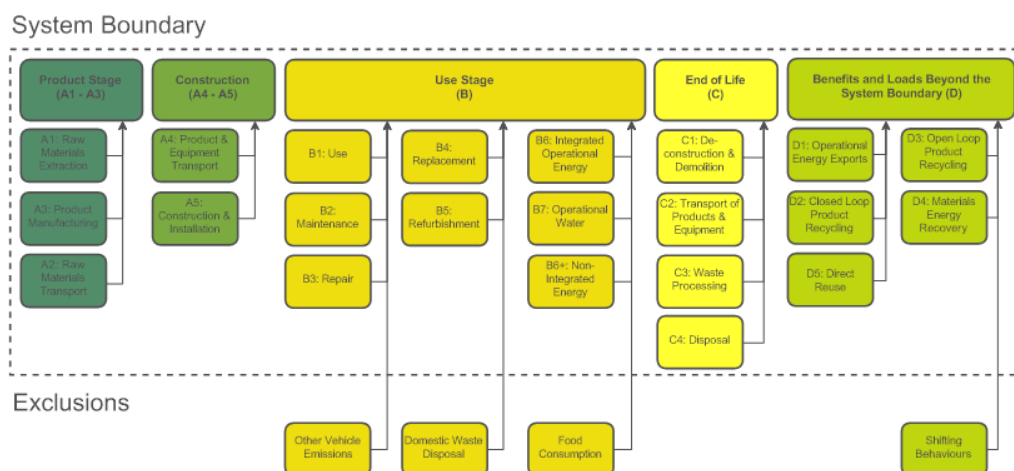 System Boundary
Product Stage
(A1 - A3)
A1: Raw
Materials
Extraction
A3: Product
Manufacturing
A2: Raw
Materials
Transport
Construction
(A4 - A5)
A4: Product &
Equipment
Transport
A5:
Construction &
Installation
Use Stage
(B)
B1: Use
B2:
Maintenance
B3: Repair
B4:
Replacement
B5:
Refurbishment
B6: Integrated
Operational
Energy
B7: Operational
Water
B6+: Non-
Integrated
Energy
End of Life
(C)
C1: De-
construction &
Demolition
C2: Transport of
Products &
Equipment
C3: Waste
Processing
C4: Disposal
Benefits and Loads Beyond the
System Boundary (D)
D1: Operational
Energy Exports
D2: Closed Loop
Product
Recycling
D5: Direct
Reuse
D3: Open Loop
Product
Recycling
D4: Materials
Energy
Recovery
Exclusions
Other Vehicle
Emissions
Domestic Waste
Disposal
Food
Consumption
Shifting
Behaviours